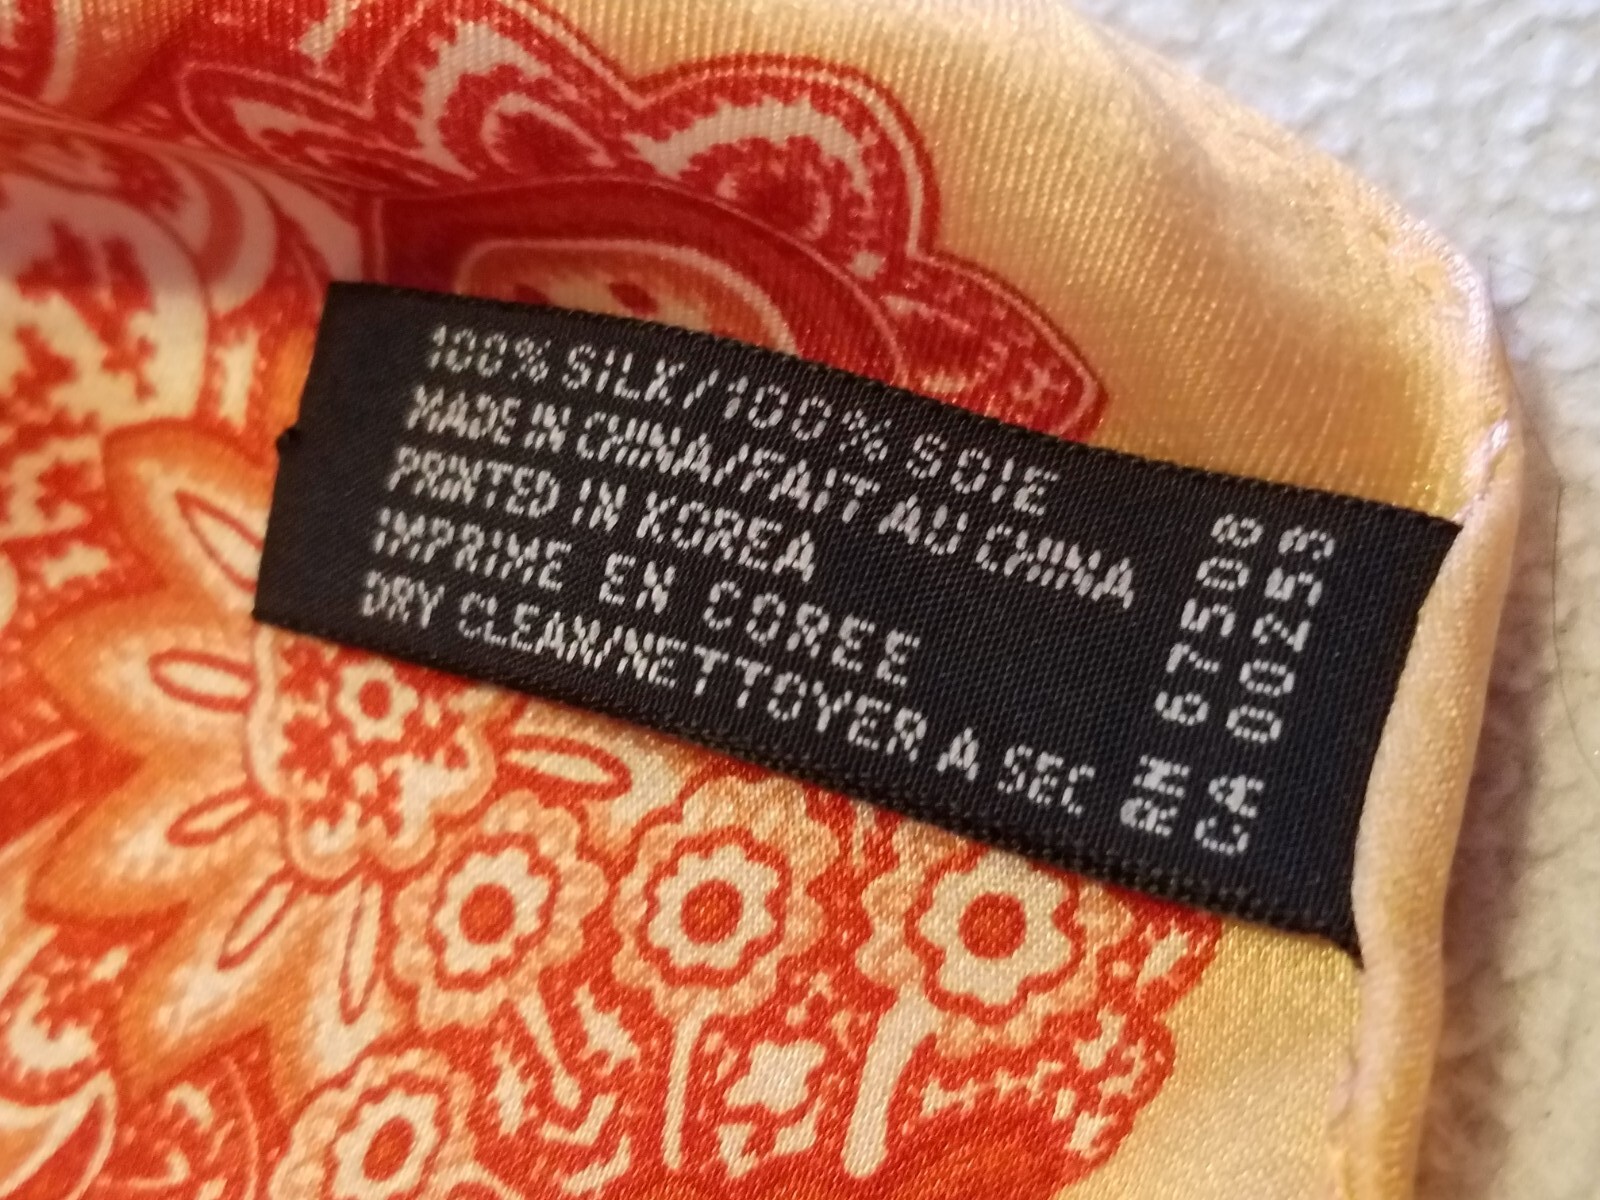 100% SILK/100% SOIE
MADE IN CHINA/FAIT AU CHINA
PRINTED IN KOREA
IMPRIME EN COREE
DRY CLEAN/NETTOYER A SEC
RN 67508
CA 00253